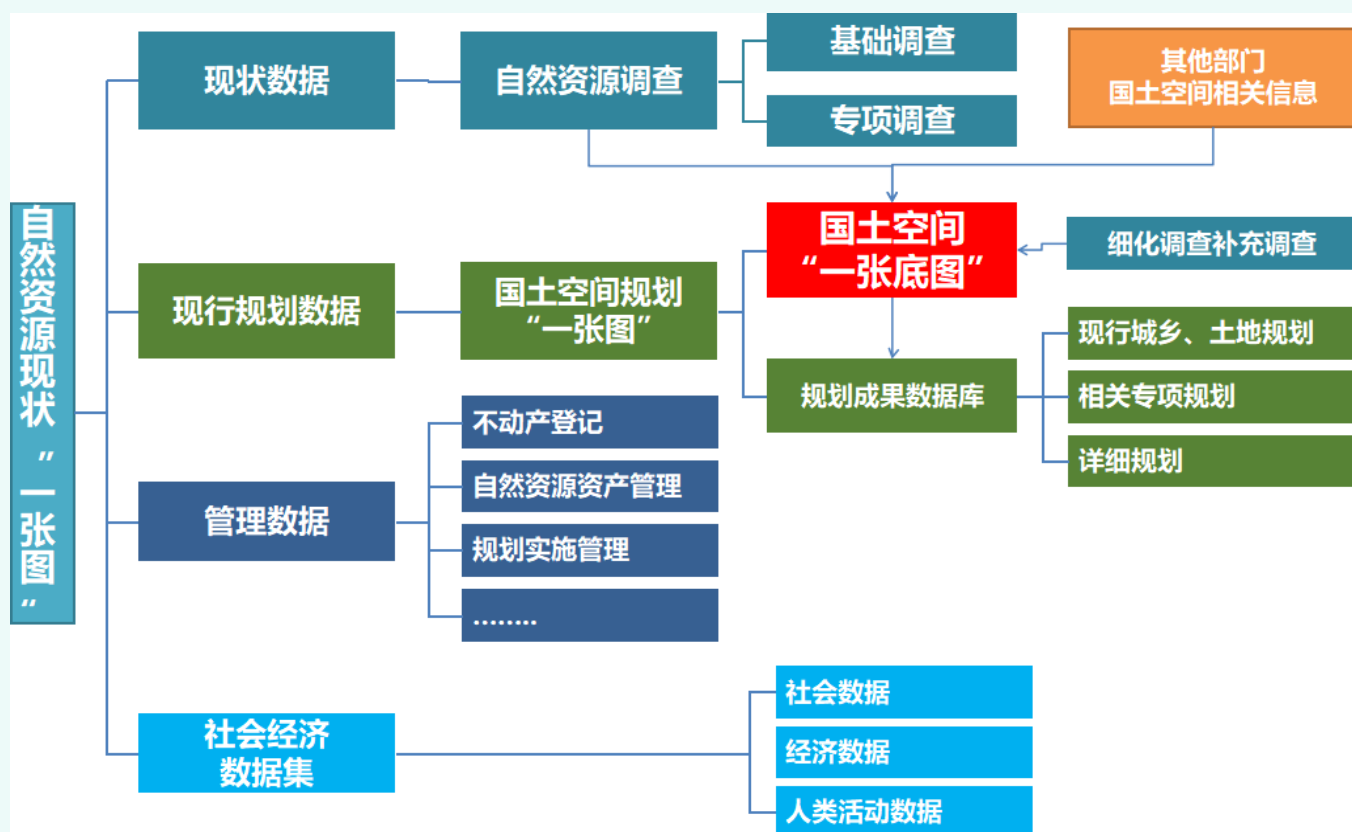 自然资源现状“一张图”
现状数据
自然资源调查
基础调查
专项调查
其他部门
国土空间相关信息
现行规划数据
国土空间规划
“一张图”
国土空间
“一张底图”
细化调查补充调查
规划成果数据库
现行城乡、土地规划
相关专项规划
详细规划
管理数据
不动产登记
自然资源资产管理
规划实施管理
........
社会经济
数据集
社会数据
经济数据
人类活动数据